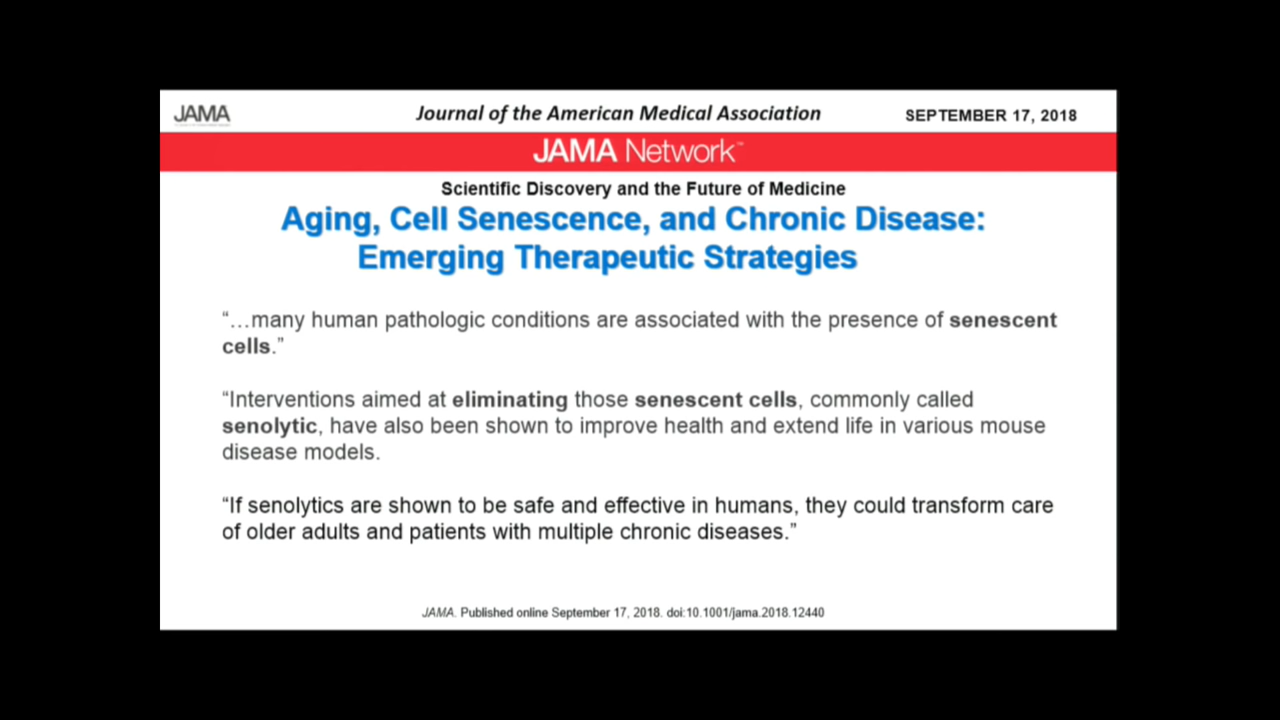 JAMA
Journal of the American Medical Association
SEPTEMBER 17, 2018
JAMA Network™
Scientific Discovery and the Future of Medicine
Aging, Cell Senescence, and Chronic Disease:
Emerging Therapeutic Strategies
“…many human pathologic conditions are associated with the presence of senescent
cells.”
“Interventions aimed at eliminating those senescent cells, commonly called
senolytic, have also been shown to improve health and extend life in various mouse
disease models.
“If senolytics are shown to be safe and effective in humans, they could transform care
of older adults and patients with multiple chronic diseases.”
JAMA. Published online September 17, 2018. doi:10.1001/jama.2018.12440